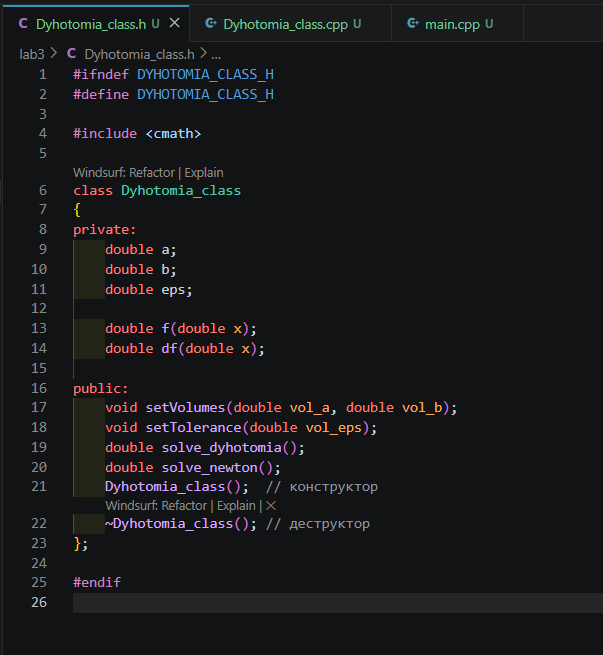 C Dyhotomia_class.h U × C++ Dyhotomia_class.cpp U C++ main.cpp U
lab3 > C Dyhotomia_class.h > ...
1 #ifndef DYHOTOMIA_CLASS_H
2 #define DYHOTOMIA_CLASS_H
3
4 #include <cmath>
5
Windsurf: Refactor | Explain
6 class Dyhotomia_class
7 {
8 private:
9 double a;
10 double b;
11 double eps;
12
13 double f(double x);
14 double df(double x);
15
16 public:
17 void setVolumes(double vol_a, double vol_b);
18 void setTolerance(double vol_eps);
19 double solve_dyhotomia();
20 double solve_newton();
21 Dyhotomia_class(); // конструктор
Windsurf: Refactor | Explain | ×
22 ~Dyhotomia_class(); // деструктор
23 };
24
25 #endif
26